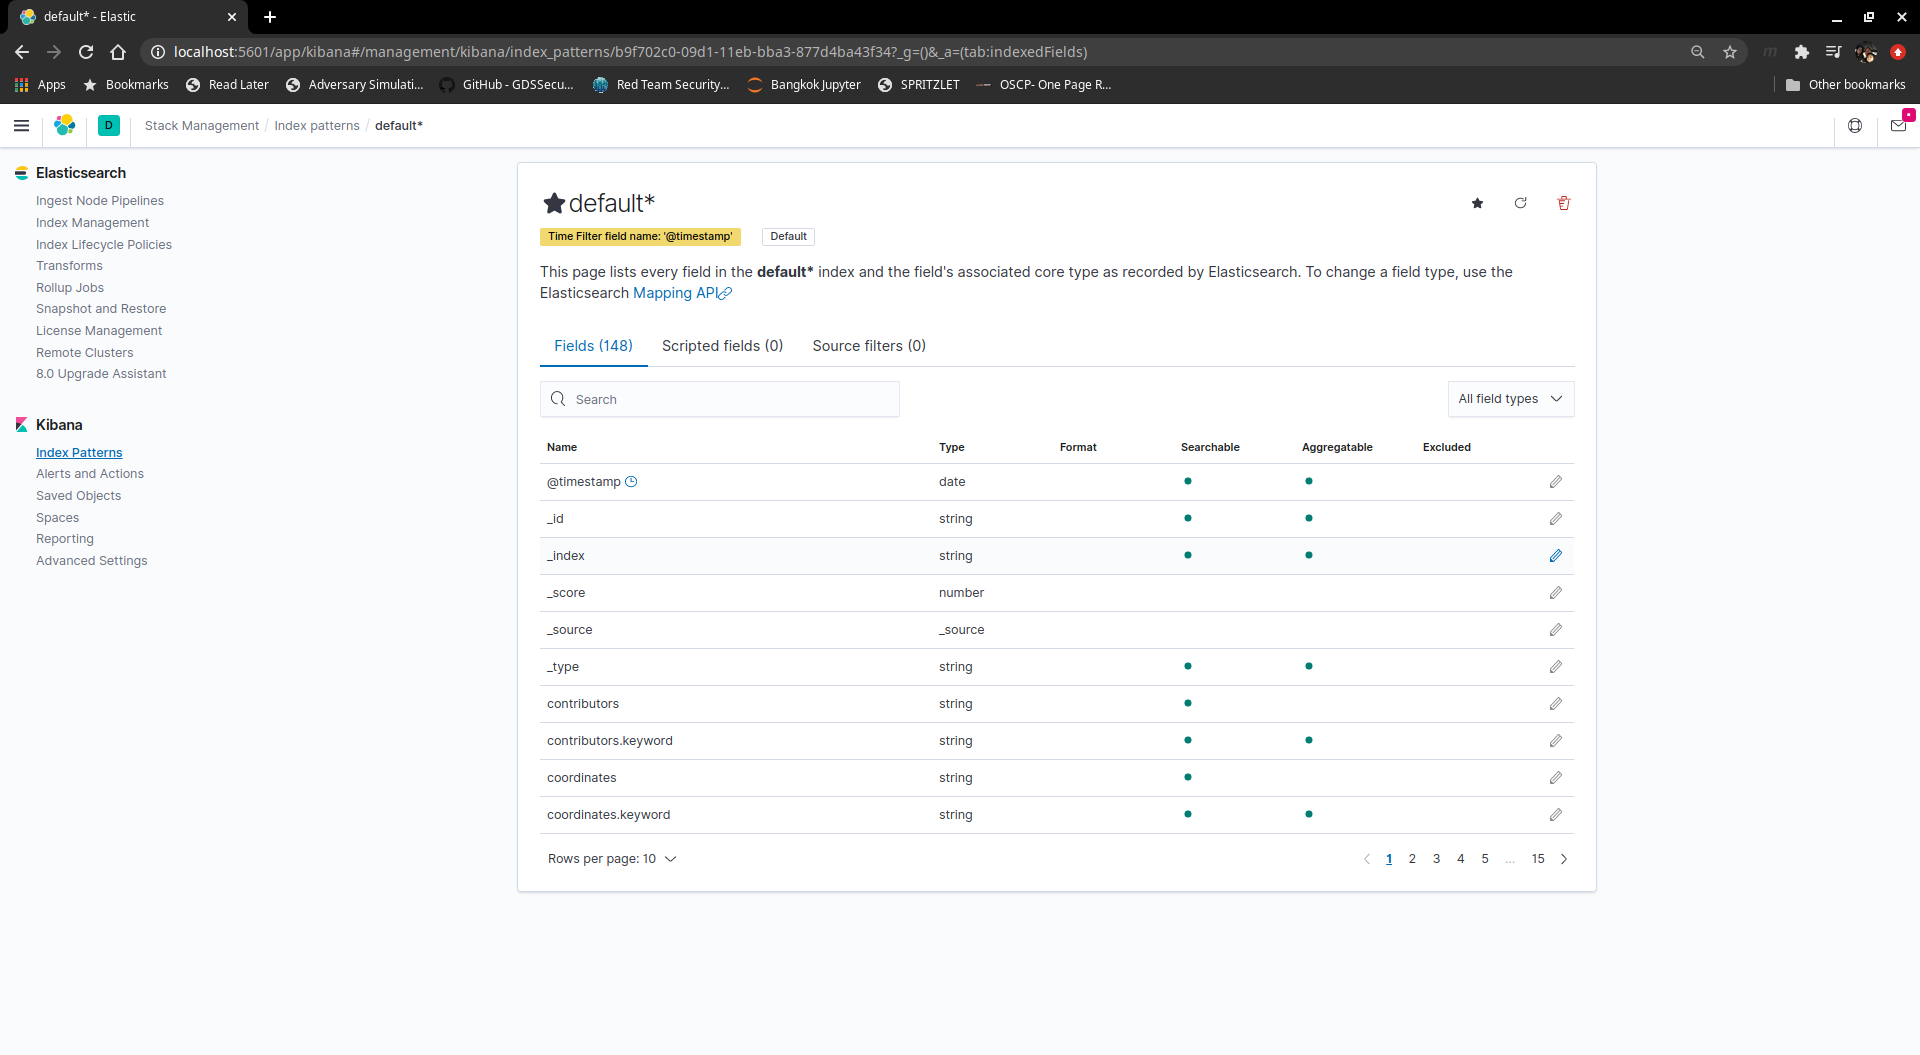 default* - Elastic
localhost:5601/app/kibana#/management/kibana/index_patterns/b9f702c0-09d1-11eb-bba3-877d4ba43f34?_g=()&_a=(tab:indexedFields)
Apps Bookmarks Read Later Adversary Simulati... GitHub - GDSSecu... Red Team Security... Bangkok Jupyter SPRITZLET OSCP- One Page R... Other bookmarks
D Stack Management / Index patterns / default*
Elasticsearch
Ingest Node Pipelines
Index Management
Index Lifecycle Policies
Transforms
Rollup Jobs
Snapshot and Restore
License Management
Remote Clusters
8.0 Upgrade Assistant
Kibana
Index Patterns
Alerts and Actions
Saved Objects
Spaces
Reporting
Advanced Settings
default*
Time Filter field name: '@timestamp' Default
This page lists every field in the default* index and the field's associated core type as recorded by Elasticsearch. To change a field type, use the
Elasticsearch Mapping API
Fields (148) Scripted fields (0) Source filters (0)
Search All field types
Name Type Format Searchable Aggregatable Excluded
@timestamp date
_id string
_index string
_score number
_source _source
_type string
contributors string
contributors.keyword string
coordinates string
coordinates.keyword string
Rows per page: 10 1 2 3 4 5 ... 15